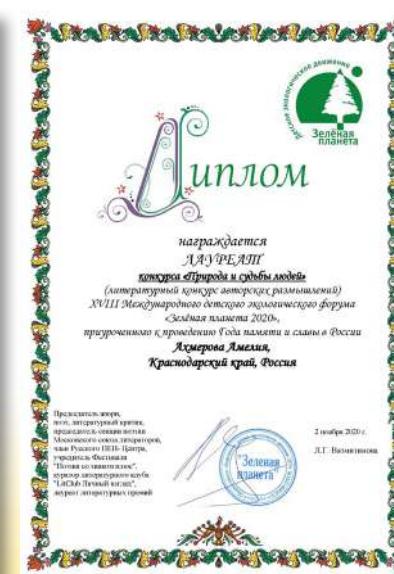 Детское экологическое движение
Зелёная
планета
Диплом
награждается
ЛАУРЕАТ
конкурса «Природа и судьбы людей»
(литературный конкурс авторских размышлений)
XVIII Международного детского экологического форума
«Зелёная планета 2020»,
приуроченного к проведению Года памяти и славы в России
Ахмерова Амелия,
Краснодарский край, Россия
Председатель жюри,
поэт, литературный критик,
председатель секции поэзии
Московского союза литераторов,
член Русского ПЕН- Центра,
учредитель Фестиваля
"Поэзия со знаком плюс",
куратор литературного клуба
"LitClub Личный взгляд",
лауреат литературных премий
"Зеленая
планета"
2 ноября 2020 г.
Л.Г. Вязмитинова